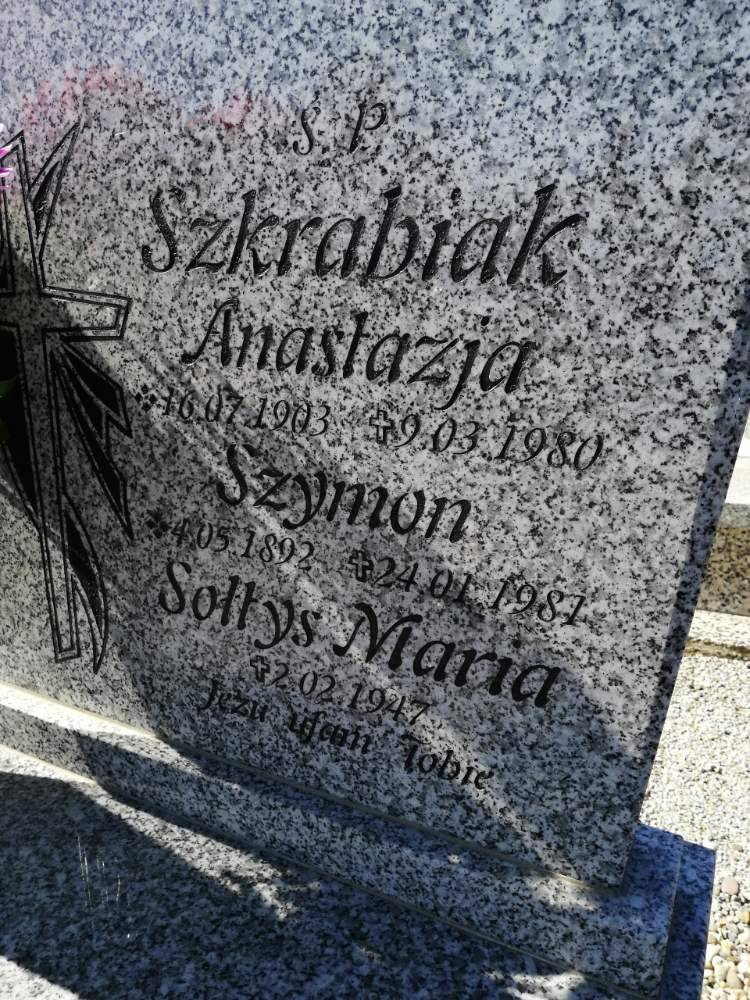 Ś. P
Szkrabiak
Anastazja
* 16.07.1903 ✝ 9.03.1980
Szymon
* 4.05.1892 ✝ 24.01.1981
Sołtys Maria
✝ 2.02.1947
Jezu ufam Tobie